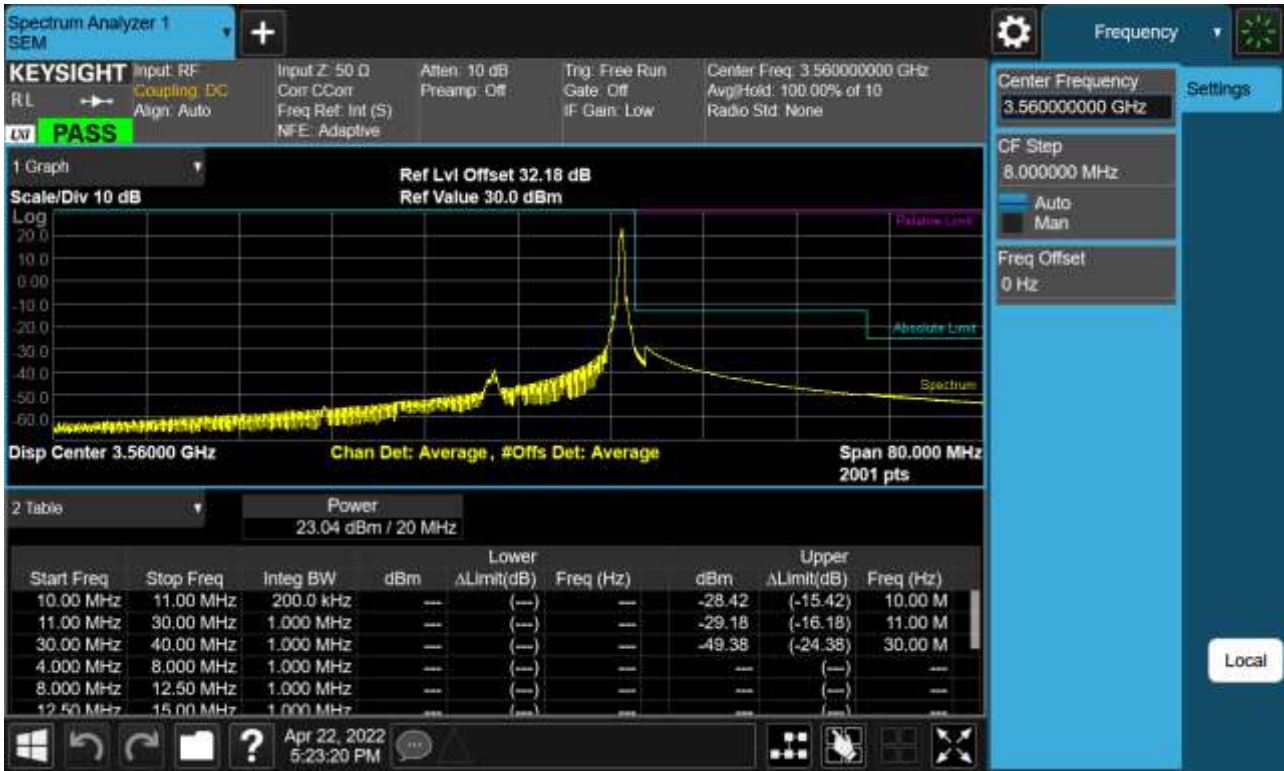 Spectrum Analyzer 1
SEM
+
Frequency
KEYSIGHT
RL
LXI PASS
Input: RF
Coupling: DC
Align: Auto
Input Z: 50 Ω
Corr CCorr
Freq Ref: Int (S)
NFE: Adaptive
Atten: 10 dB
Preamp: Off
Trig: Free Run
Gate: Off
IF Gain: Low
Center Freq: 3.560000000 GHz
Avg|Hold: 100.00% of 10
Radio Std: None
Center Frequency
3.560000000 GHz
Settings
CF Step
8.000000 MHz
Auto
Man
Freq Offset
0 Hz
1 Graph
Scale/Div 10 dB
Ref Lvl Offset 32.18 dB
Ref Value 30.0 dBm
Log
20.0
10.0
0.00
-10.0
-20.0
-30.0
-40.0
-50.0
-60.0
Relative Limit
Absolute Limit
Spectrum
Disp Center 3.56000 GHz
Chan Det: Average, #Offs Det: Average
Span 80.000 MHz
2001 pts
2 Table
Power
23.04 dBm / 20 MHz
Lower Upper
Start Freq Stop Freq Integ BW dBm ΔLimit(dB) Freq (Hz) dBm ΔLimit(dB) Freq (Hz)
10.00 MHz 11.00 MHz 200.0 kHz --- (---) --- -28.42 (-15.42) 10.00 M
11.00 MHz 30.00 MHz 1.000 MHz --- (---) --- -29.18 (-16.18) 11.00 M
30.00 MHz 40.00 MHz 1.000 MHz --- (---) --- -49.38 (-24.38) 30.00 M
4.000 MHz 8.000 MHz 1.000 MHz --- (---) --- --- (---) ---
8.000 MHz 12.50 MHz 1.000 MHz --- (---) --- --- (---) ---
12.50 MHz 15.00 MHz 1.000 MHz --- (---) --- --- (---) ---
Local
?
Apr 22, 2022
5:23:20 PM